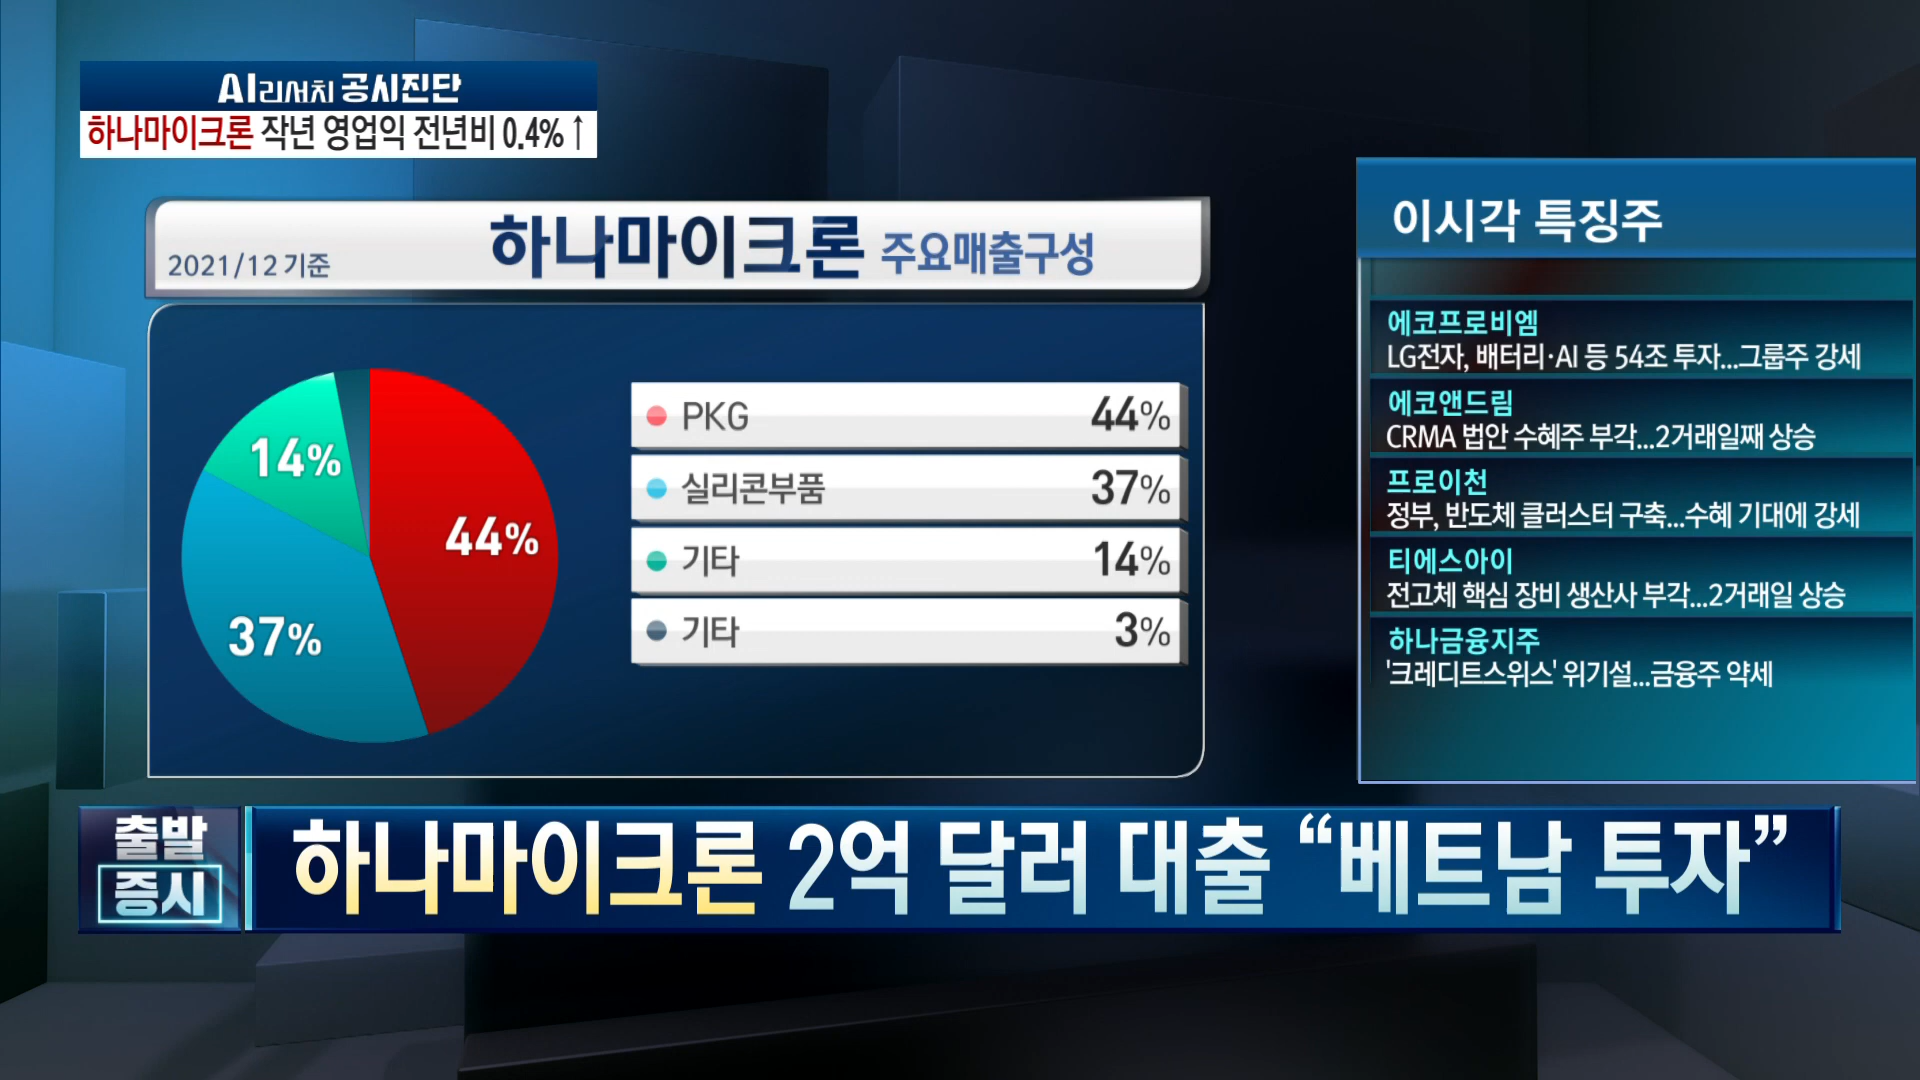 AI리서치 공시진단
하나마이크론 작년 영업익 전년비 0.4%↑
2021/12 기준
하나마이크론 주요매출구성
14%
44%
37%
PKG 44%
실리콘부품 37%
기타 14%
기타 3%
이시각 특징주
에코프로비엠
LG전자, 배터리·AI 등 54조 투자...그룹주 강세
에코앤드림
CRMA 법안 수혜주 부각...2거래일째 상승
프로이천
정부, 반도체 클러스터 구축...수혜 기대에 강세
티에스아이
전고체 핵심 장비 생산사 부각...2거래일 상승
하나금융지주
'크레디트스위스' 위기설...금융주 약세
출발
증시
하나마이크론 2억 달러 대출 “베트남 투자”